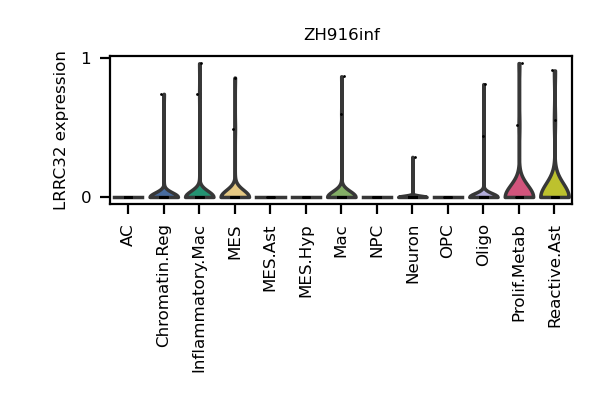 ZH916inf
LRRC32 expression
1
0
AC
Chromatin.Reg
Inflammatory.Mac
MES
MES.Ast
MES.Hyp
Mac
NPC
Neuron
OPC
Oligo
Prolif.Metab
Reactive.Ast